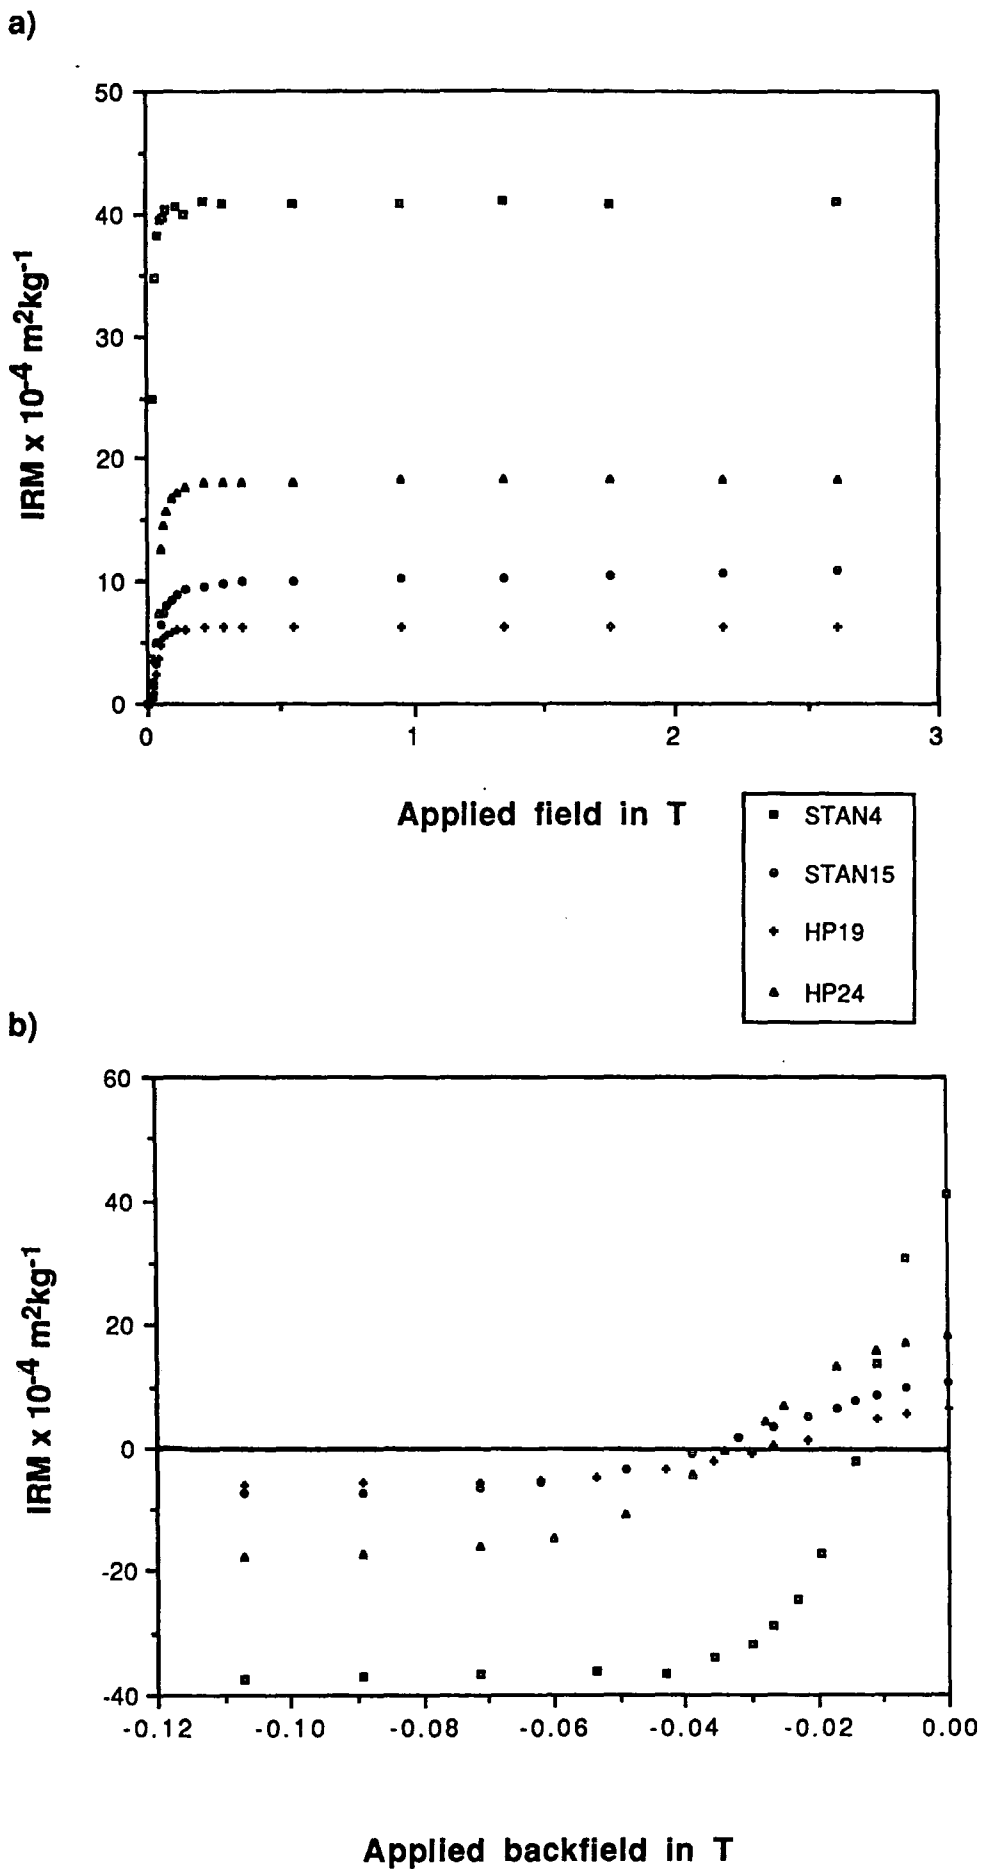 a)
50
40
30
20
10
0
IRM x 10-4 m2kg-1
0 1 2 3
Applied field in T
STAN4
STAN15
HP19
HP24
b)
60
40
20
0
-20
-40
IRM x 10-4 m2kg-1
-0.12 -0.10 -0.08 -0.06 -0.04 -0.02 0.00
Applied backfield in T